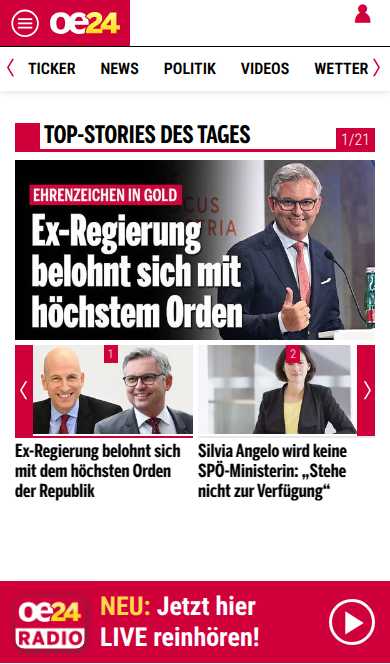 oe24
TICKER NEWS POLITIK VIDEOS WETTER
TOP-STORIES DES TAGES
1/21
EHRENZEICHEN IN GOLD
Ex-Regierung
belohnt sich mit
höchstem Orden
1
2
Ex-Regierung belohnt sich
mit dem höchsten Orden
der Republik
Silvia Angelo wird keine
SPÖ-Ministerin: „Stehe
nicht zur Verfügung“
oe24
RADIO
NEU: Jetzt hier
LIVE reinhören!